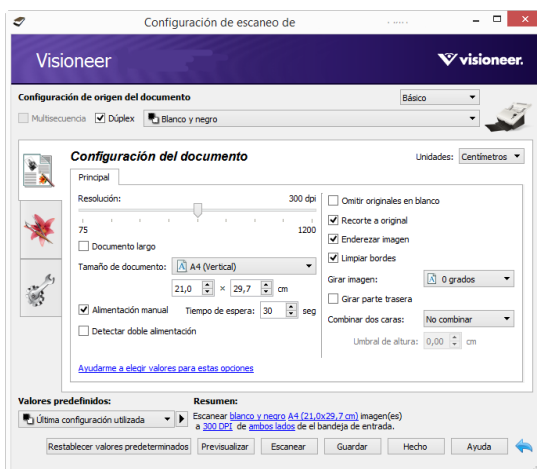 Configuración de escaneo de
Visioneer
visioneer.
Configuración de origen del documento
Básico
Multisecuencia
Dúplex
Blanco y negro
Configuración del documento
Unidades: Centímetros
Principal
Resolución: 300 dpi
75 1200
Documento largo
Tamaño de documento: A4 (Vertical)
21,0 × 29,7 cm
Alimentación manual Tiempo de espera: 30 seg
Detectar doble alimentación
Ayudarme a elegir valores para estas opciones
Omitir originales en blanco
Recorte a original
Enderezar imagen
Limpiar bordes
Girar imagen: 0 grados
Girar parte trasera
Combinar dos caras: No combinar
Umbral de altura: 0,00 cm
Valores predefinidos:
Última configuración utilizada
Resumen:
Escanear blanco y negro A4 (21,0x29,7 cm) imagen(es)
a 300 DPI de ambos lados de el bandeja de entrada.
Restablecer valores predeterminados Previsualizar Escanear Guardar Hecho Ayuda